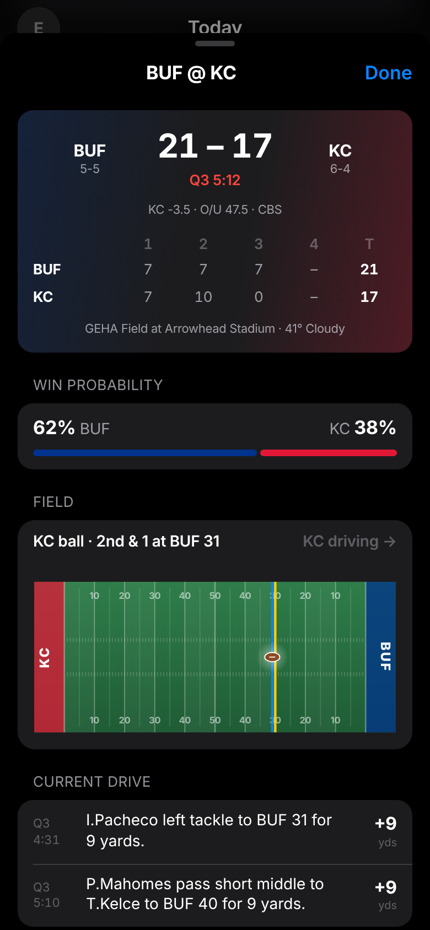 E
Today
BUF @ KC
Done
BUF
5-5
21 – 17
Q3 5:12
KC
6-4
KC -3.5 · O/U 47.5 · CBS
1 2 3 4 T
BUF 7 7 7 – 21
KC 7 10 0 – 17
GEHA Field at Arrowhead Stadium · 41° Cloudy
WIN PROBABILITY
62% BUF
KC 38%
FIELD
KC ball · 2nd & 1 at BUF 31
KC driving →
10 20 30 40 50 40 30 20 10
KC
BUF
10 20 30 40 50 40 30 20 10
CURRENT DRIVE
Q3
4:31
I.Pacheco left tackle to BUF 31 for
9 yards.
+9
yds
Q3
5:10
P.Mahomes pass short middle to
T.Kelce to BUF 40 for 9 yards.
+9
yds